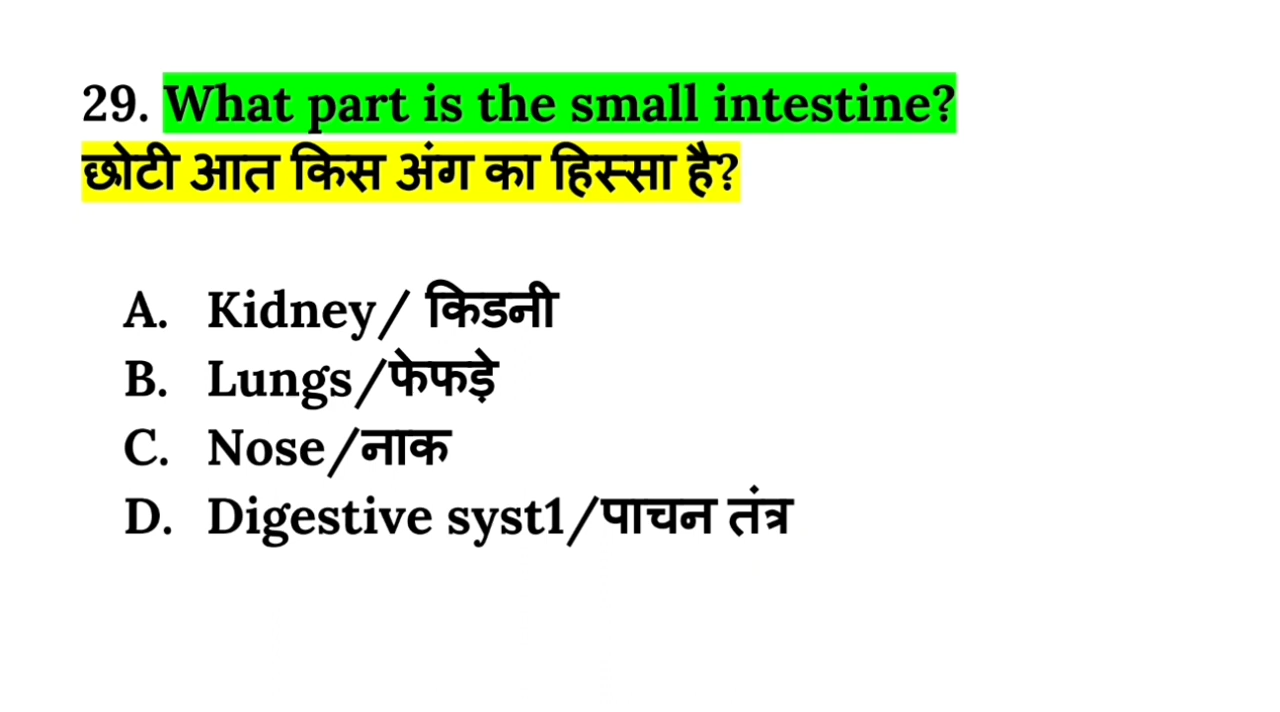 29. What part is the small intestine?
छोटी आत किस अंग का हिस्सा है?
A. Kidney/ किडनी
B. Lungs/फेफड़े
C. Nose/नाक
D. Digestive syst1/पाचन तंत्र